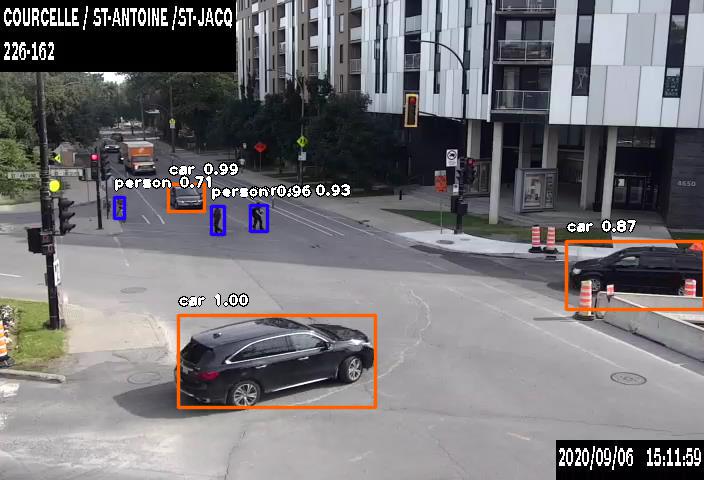 COURCELLE / ST-ANTOINE /ST-JACQ
226-162
car 0.99
person 0.71
person 0.96
0.93
car 0.87
car 1.00
4650
2020/09/06 15:11:59